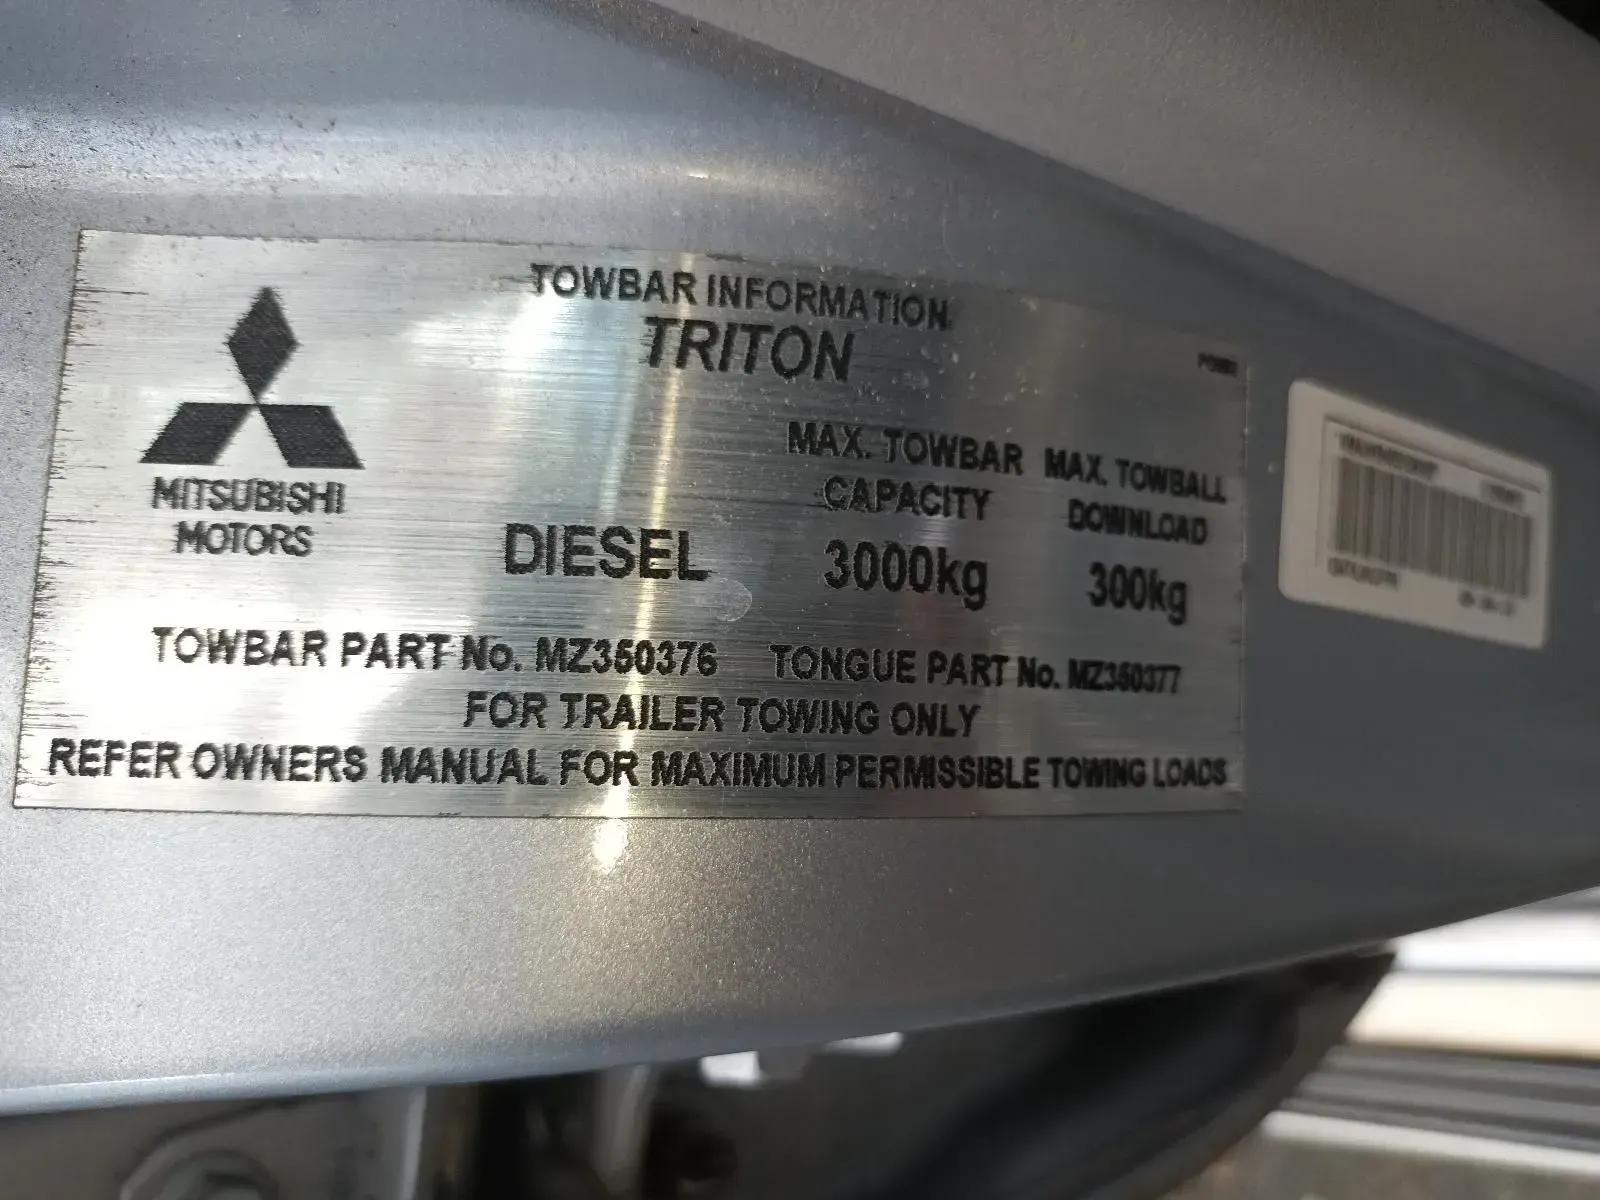 TOWBAR INFORMATION
TRITON
MITSUBISHI
MOTORS
MAX. TOWBAR
CAPACITY
MAX. TOWBALL
DOWNLOAD
DIESEL 3000kg 300kg
TOWBAR PART No. MZ350376 TONGUE PART No. MZ350377
FOR TRAILER TOWING ONLY
REFER OWNERS MANUAL FOR MAXIMUM PERMISSIBLE TOWING LOADS